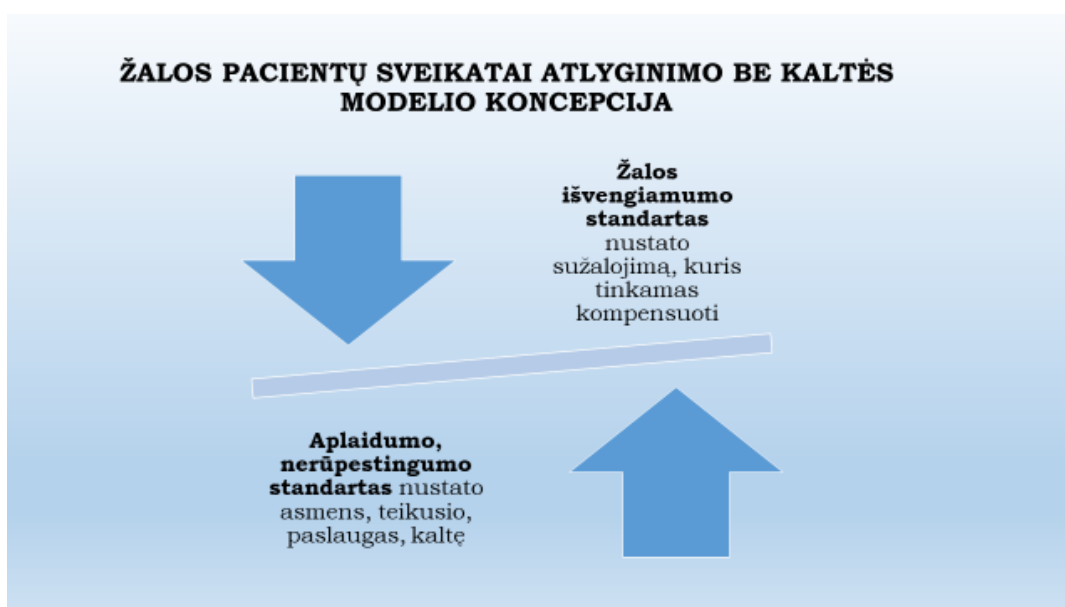 ŽALOS PACIENTŲ SVEIKATAI ATLYGINIMO BE KALTĖS
MODELIO KONCEPCIJA
Žalos
išvengiamumo
standartas
nustato
sužalojimą, kuris
tinkamas
kompensuoti
Aplaidumo,
nerūpestingumo
standartas nustato
asmens, teikusio,
paslaugas, kaltę